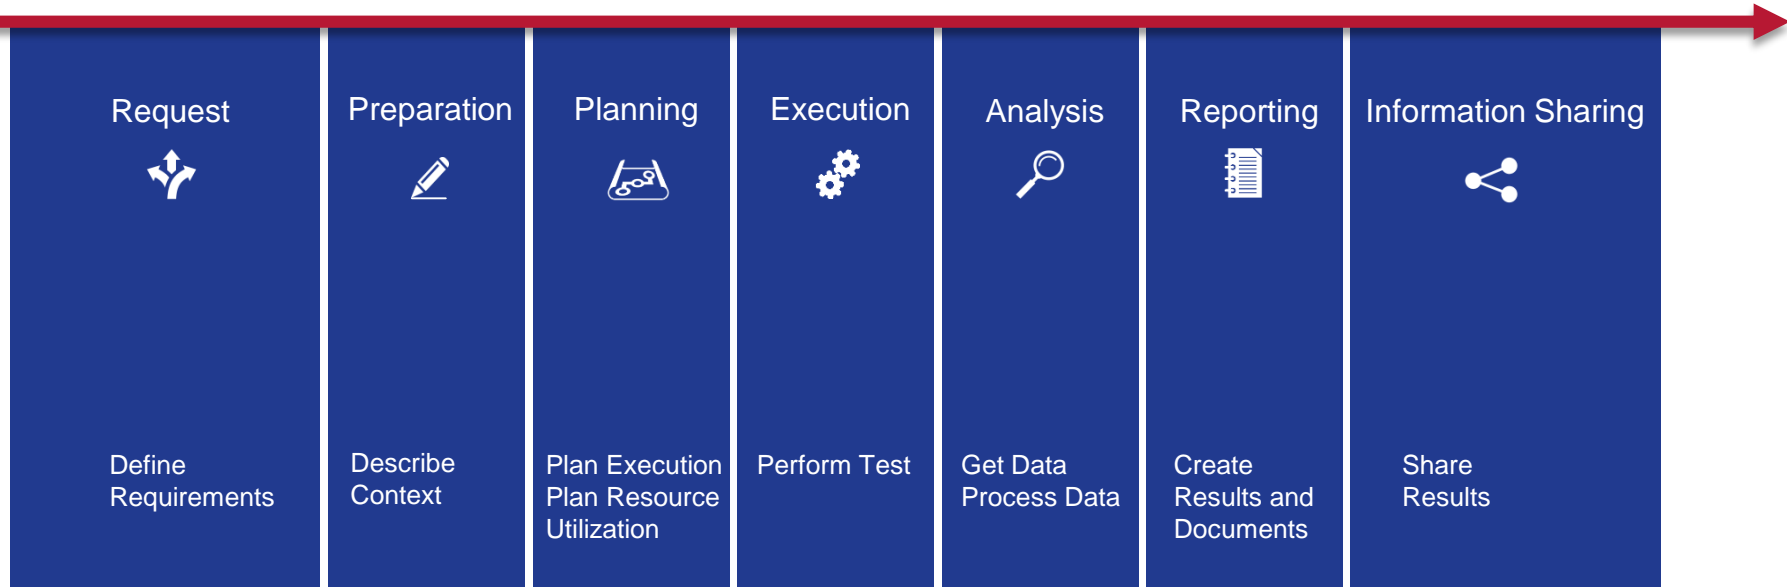 Request
Preparation
Planning
Execution
Analysis
Reporting
Information Sharing
Define
Requirements
Describe
Context
Plan Execution
Plan Resource
Utilization
Perform Test
Get Data
Process Data
Create
Results and
Documents
Share
Results